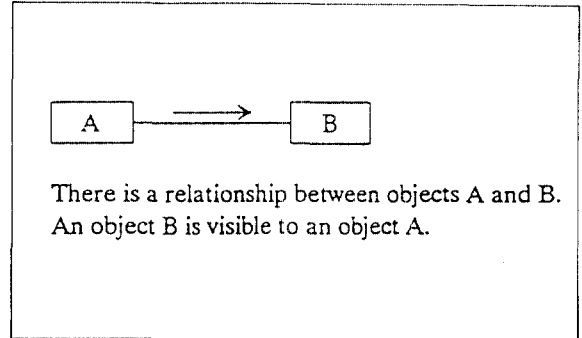 A B
There is a relationship between objects A and B.
An object B is visible to an object A.